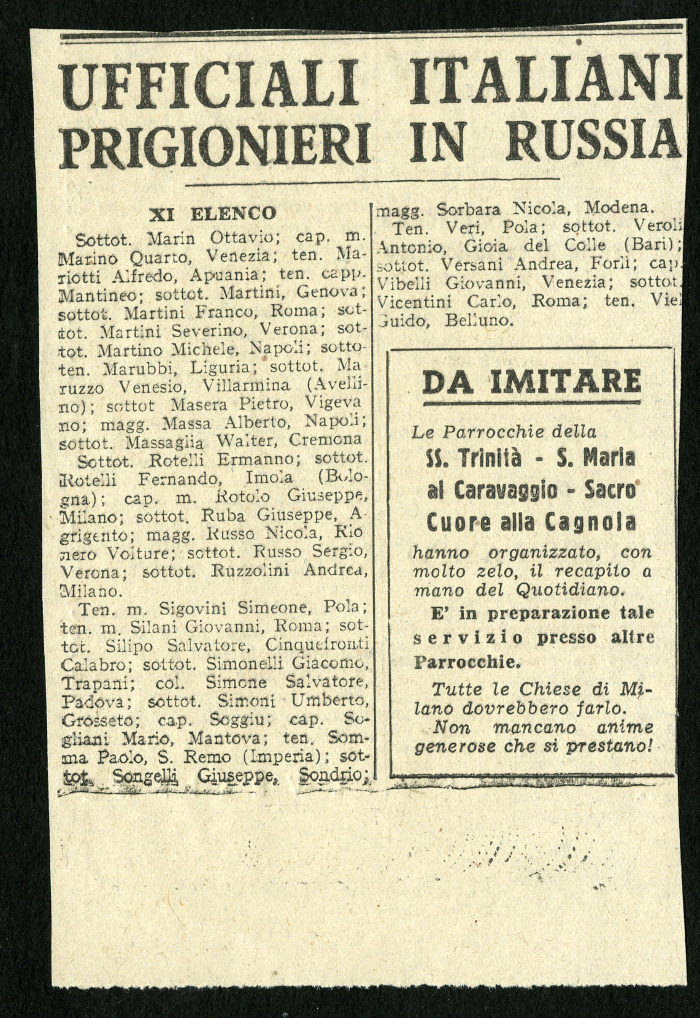 UFFICIALI ITALIANI
PRIGIONIERI IN RUSSIA
XI ELENCO
Sottot. Marin Ottavio; cap. m.
Marino Quarto, Venezia; ten. Ma-
riotti Alfredo, Apuania; ten. capp.
Mantineo; sottot. Martini, Genova;
sottot. Martini Franco, Roma; sot-
tot. Martini Severino, Verona; sot-
tot. Martino Michele, Napoli; sotto-
ten. Marubbi, Liguria; sottot. Ma
ruzzo Venesio, Villarmina (Avelli-
no); sottot Masera Pietro, Vigeva
no; magg. Massa Alberto, Napoli;
sottot. Massaglia Walter, Cremona
Sottot. Rotelli Ermanno; sottot.
Rotelli Fernando, Imola (Bolo-
gna); cap. m. Rotolo Giuseppe,
Milano; sottot. Ruba Giuseppe, A-
grigento; magg. Russo Nicola, Rio
nero Volture; sottot. Russo Sergio,
Verona; sottot. Ruzzolini Andrea,
Milano.
Ten. m. Sigovini Simeone, Pola;
ten. m. Silani Giovanni, Roma; sot-
tot. Silipo Salvatore, Cinquefronti
Calabro; sottot. Simonelli Giacomo,
Trapani; col. Simone Salvatore,
Padova; sottot. Simoni Umberto,
Grosseto; cap. Soggiu; cap. So-
gliani Mario, Mantova; ten. Som-
ma Paolo, S. Remo (Imperia); sot-
tot. Songelli Giuseppe, Sondrio;
magg. Sorbara Nicola, Modena.
Ten. Veri, Pola; sottot. Veroli
Antonio, Gioia del Colle (Bari);
sottot. Versani Andrea, Forlì; cap.
Vibelli Giovanni, Venezia; sottot.
Vicentini Carlo, Roma; ten. Viel
Guido, Belluno.
DA IMITARE
Le Parrocchie della
SS. Trinità - S. Maria
al Caravaggio - Sacro
Cuore alla Cagnola
hanno organizzato, con
molto zelo, il recapito a
mano del Quotidiano.
E' in preparazione tale
servizio presso altre
Parrocchie.
Tutte le Chiese di Mi-
lano dovrebbero farlo.
Non mancano anime
generose che si prestano!